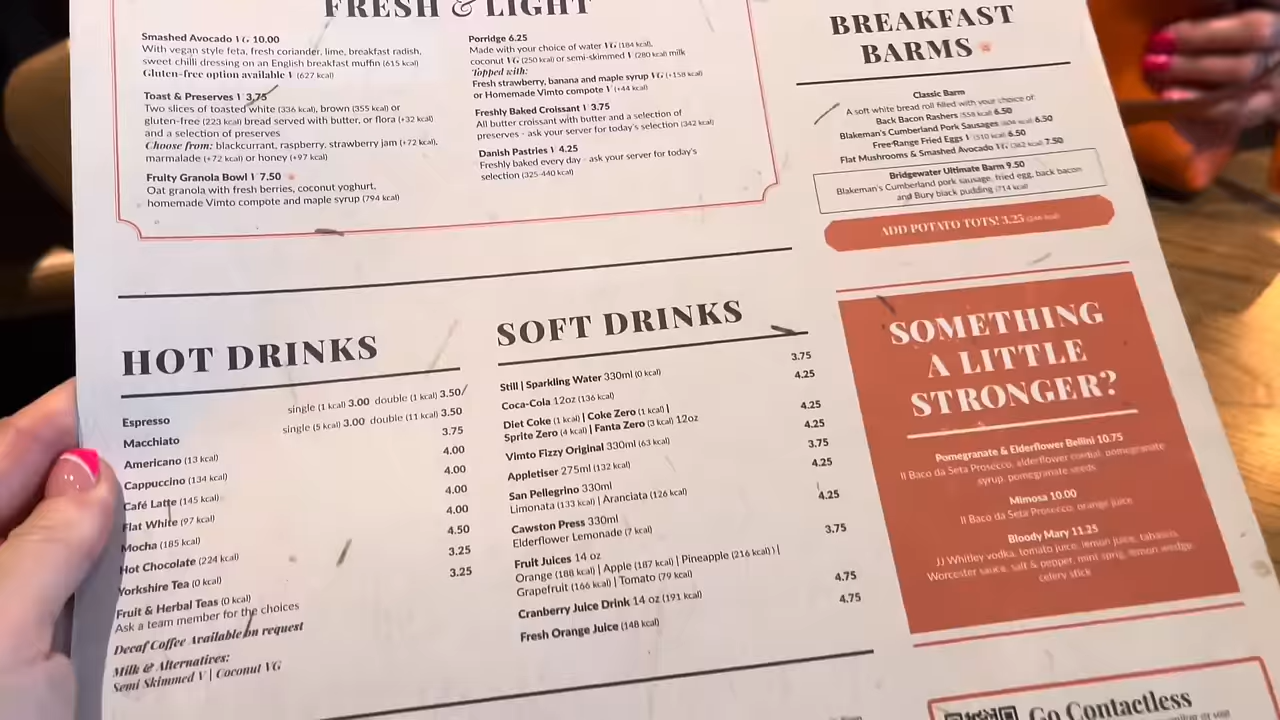 FRESH & LIGHT
Smashed Avocado VG 10.00
With vegan style feta, fresh coriander, lime, breakfast radish,
sweet chilli dressing on an English breakfast muffin (615 kcal)
Gluten-free option available V (627 kcal)
Toast & Preserves V 3.75
Two slices of toasted white (336 kcal), brown (355 kcal) or
gluten-free (223 kcal) bread served with butter, or flora (+32 kcal)
and a selection of preserves
Choose from: blackcurrant, raspberry, strawberry jam (+72 kcal),
marmalade (+72 kcal) or honey (+97 kcal)
Fruity Granola Bowl V 7.50
Oat granola with fresh berries, coconut yoghurt,
homemade Vimto compote and maple syrup (794 kcal)
Porridge 6.25
Made with your choice of water VG (184 kcal),
coconut VG (250 kcal) or semi-skimmed V (280 kcal) milk
Topped with:
Fresh strawberry, banana and maple syrup VG (+158 kcal)
or Homemade Vimto compote V (+44 kcal)
Freshly Baked Croissant V 3.75
All butter croissant with butter and a selection of
preserves - ask your server for today's selection (342 kcal)
Danish Pastries V 4.25
Freshly baked every day - ask your server for today's
selection (325-440 kcal)
BREAKFAST
BARMS
Classic Barm
A soft white bread roll filled with your choice of:
Back Bacon Rashers (558 kcal) 6.50
Blakeman's Cumberland Pork Sausages 6.50
Free-Range Fried Eggs V (510 kcal) 6.50
Flat Mushrooms & Smashed Avocado VG (382 kcal) 7.50
Bridgewater Ultimate Barm 9.50
Blakeman's Cumberland pork sausage, fried egg, back bacon
and Bury black pudding (714 kcal)
ADD POTATO TOTS! 3.25
HOT DRINKS
Espresso single (1 kcal) 3.00 double (1 kcal) 3.50
Macchiato single (5 kcal) 3.00 double (11 kcal) 3.50
Americano (13 kcal) 3.75
Cappuccino (134 kcal) 4.00
Café Latte (145 kcal) 4.00
Flat White (97 kcal) 4.00
Mocha (185 kcal) 4.00
Hot Chocolate (224 kcal) 4.50
Yorkshire Tea (0 kcal) 3.25
Fruit & Herbal Teas (0 kcal) 3.25
Ask a team member for the choices
Decaf Coffee Available on request
Milk & Alternatives:
Semi Skimmed V | Coconut VG
SOFT DRINKS
Still | Sparkling Water 330ml (0 kcal) 3.75
Coca-Cola 12oz (136 kcal) 4.25
Diet Coke (1 kcal) | Coke Zero (1 kcal) |
Sprite Zero (4 kcal) | Fanta Zero (3 kcal) 12oz 4.25
Vimto Fizzy Original 330ml (63 kcal) 4.25
Appletiser 275ml (132 kcal) 3.75
San Pellegrino 330ml 4.25
Limonata (133 kcal) | Aranciata (126 kcal)
Cawston Press 330ml 4.25
Elderflower Lemonade (7 kcal)
Fruit Juices 14 oz 3.75
Orange (188 kcal) | Apple (187 kcal) | Pineapple (216 kcal) ) |
Grapefruit (166 kcal) | Tomato (79 kcal)
Cranberry Juice Drink 14 oz (191 kcal) 4.75
Fresh Orange Juice (148 kcal) 4.75
SOMETHING
A LITTLE
STRONGER?
Pomegranate & Elderflower Bellini 10.75
Il Baco da Seta Prosecco, elderflower cordial, pomegranate
syrup, pomegranate seeds
Mimosa 10.00
Il Baco da Seta Prosecco, orange juice
Bloody Mary 11.25
JJ Whitley vodka, tomato juice, lemon juice, tabasco,
Worcester sauce, salt & pepper, mint sprig, lemon wedge,
celery stick
Go Contactless